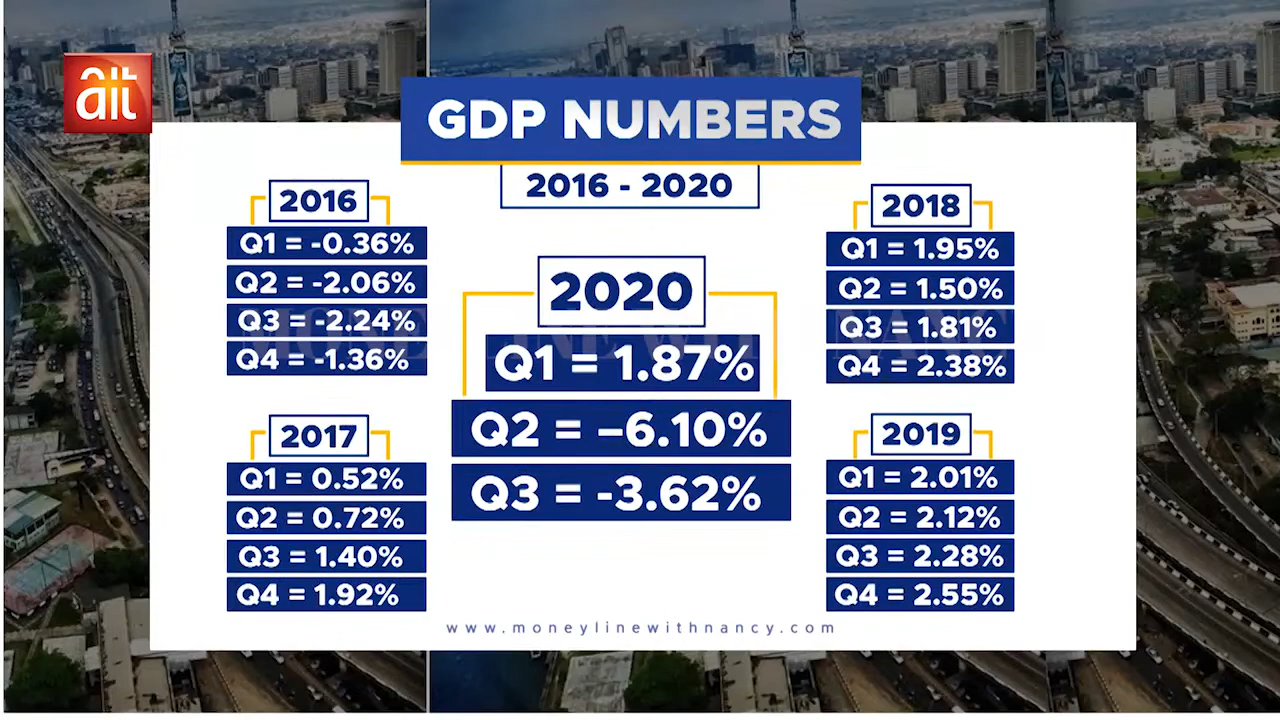 ait
GDP NUMBERS
2016 - 2020
2016
Q1 = -0.36%
Q2 = -2.06%
Q3 = -2.24%
Q4 = -1.36%
2017
Q1 = 0.52%
Q2 = 0.72%
Q3 = 1.40%
Q4 = 1.92%
2020
Q1 = 1.87%
Q2 = –6.10%
Q3 = -3.62%
2018
Q1 = 1.95%
Q2 = 1.50%
Q3 = 1.81%
Q4 = 2.38%
2019
Q1 = 2.01%
Q2 = 2.12%
Q3 = 2.28%
Q4 = 2.55%
www.moneylinewithnancy.com